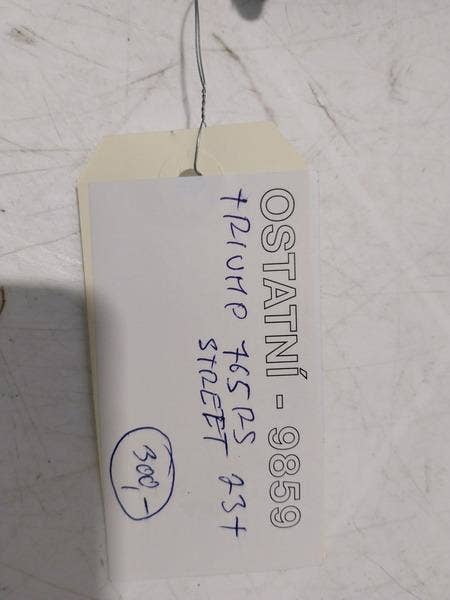 OSTATNÍ - 9859
TRIUMP 765RS 23+
STREET
300,-